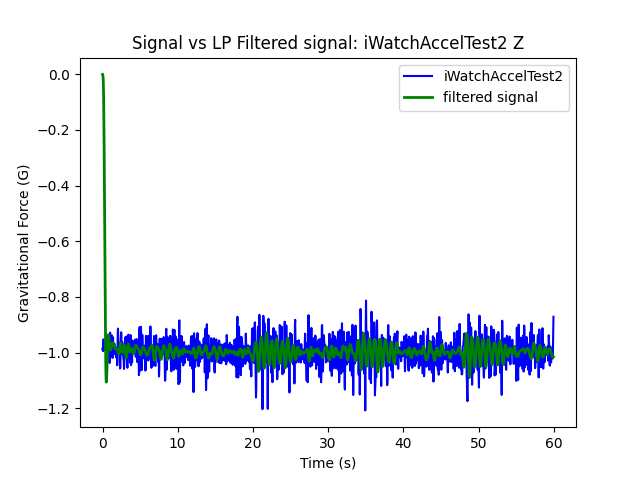 Signal vs LP Filtered signal: iWatchAccelTest2 Z
iWatchAccelTest2
filtered signal
Gravitational Force (G)
0.0
−0.2
−0.4
−0.6
−0.8
−1.0
−1.2
0 10 20 30 40 50 60
Time (s)